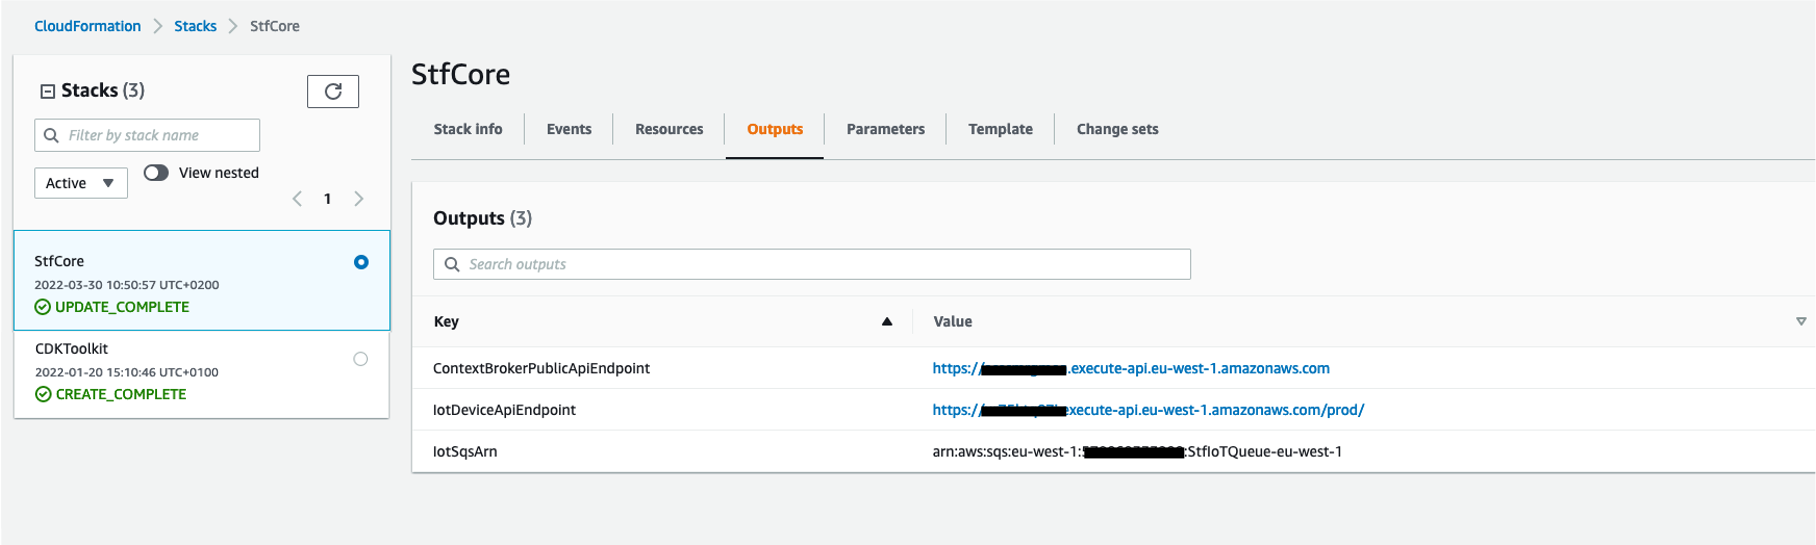 CloudFormation > Stacks > StfCore
Stacks (3)
Filter by stack name
Active
View nested
1
StfCore
2022-03-30 10:50:57 UTC+0200
UPDATE_COMPLETE
CDKToolkit
2022-01-20 15:10:46 UTC+0100
CREATE_COMPLETE
StfCore
Stack info Events Resources Outputs Parameters Template Change sets
Outputs (3)
Search outputs
Key Value
ContextBrokerPublicApiEndpoint https:// .execute-api.eu-west-1.amazonaws.com
IotDeviceApiEndpoint https:// execute-api.eu-west-1.amazonaws.com/prod/
IotSqsArn arn:aws:sqs:eu-west-1: :StfIoTQueue-eu-west-1